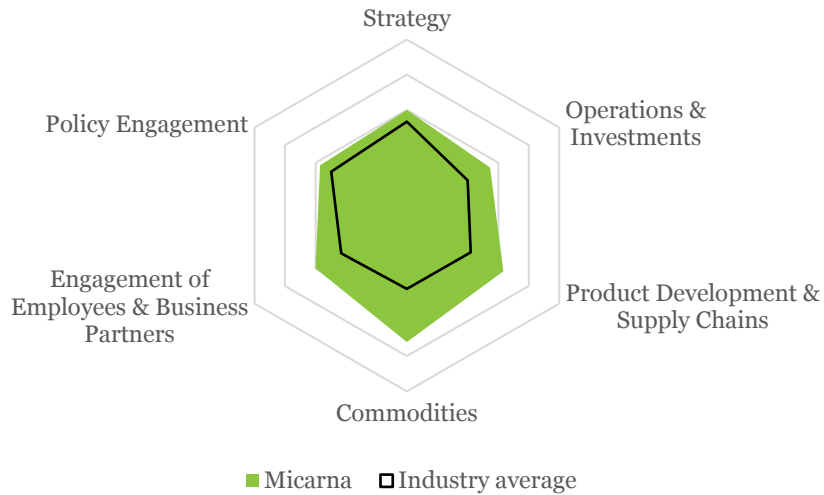 Strategy
Operations &
Investments
Product Development &
Supply Chains
Commodities
Engagement of
Employees & Business
Partners
Policy Engagement
Micarna
Industry average